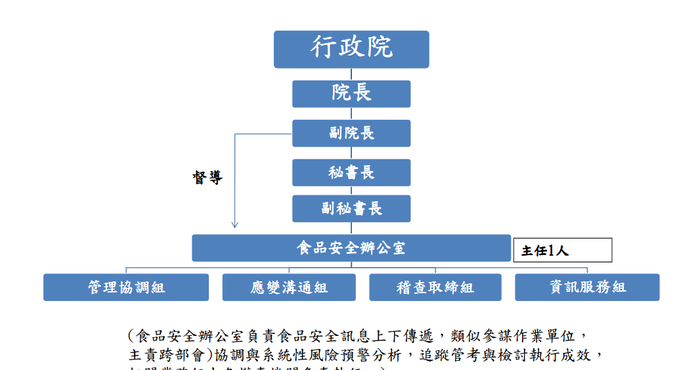 行政院
院長
副院長
督導
秘書長
副秘書長
食品安全辦公室
主任1人
管理協調組
應變溝通組
稽查取締組
資訊服務組
(食品安全辦公室負責食品安全訊息上下傳遞，類似參謀作業單位，
主責跨部會)協調與系統性風險預警分析，追蹤管考與檢討執行成效，